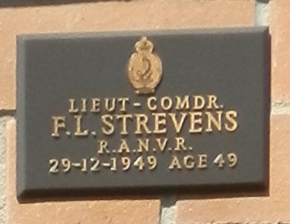 LIEUT-COMDR.
F.L. STREVENS
R.A.N.V.R.
29-12-1949 AGE 49